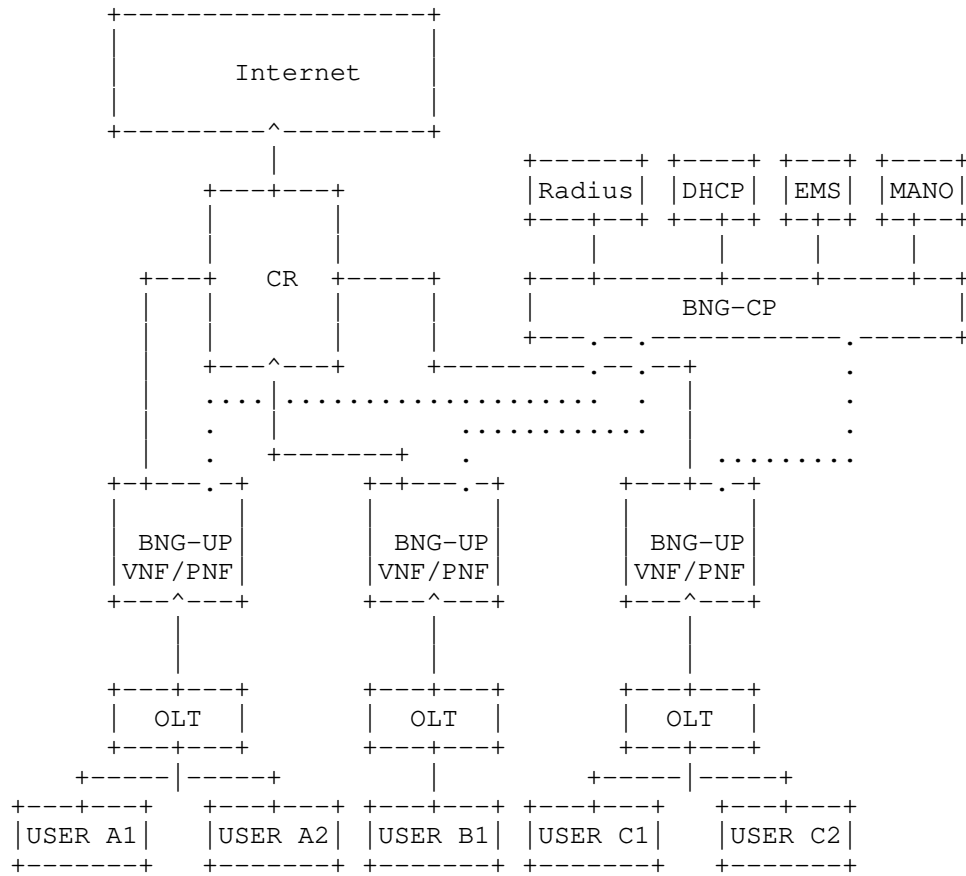 Internet
Radius DHCP EMS MANO
CR
BNG-CP
BNG-UP BNG-UP BNG-UP
VNF/PNF VNF/PNF VNF/PNF
OLT OLT OLT
USER A1 USER A2 USER B1 USER C1 USER C2